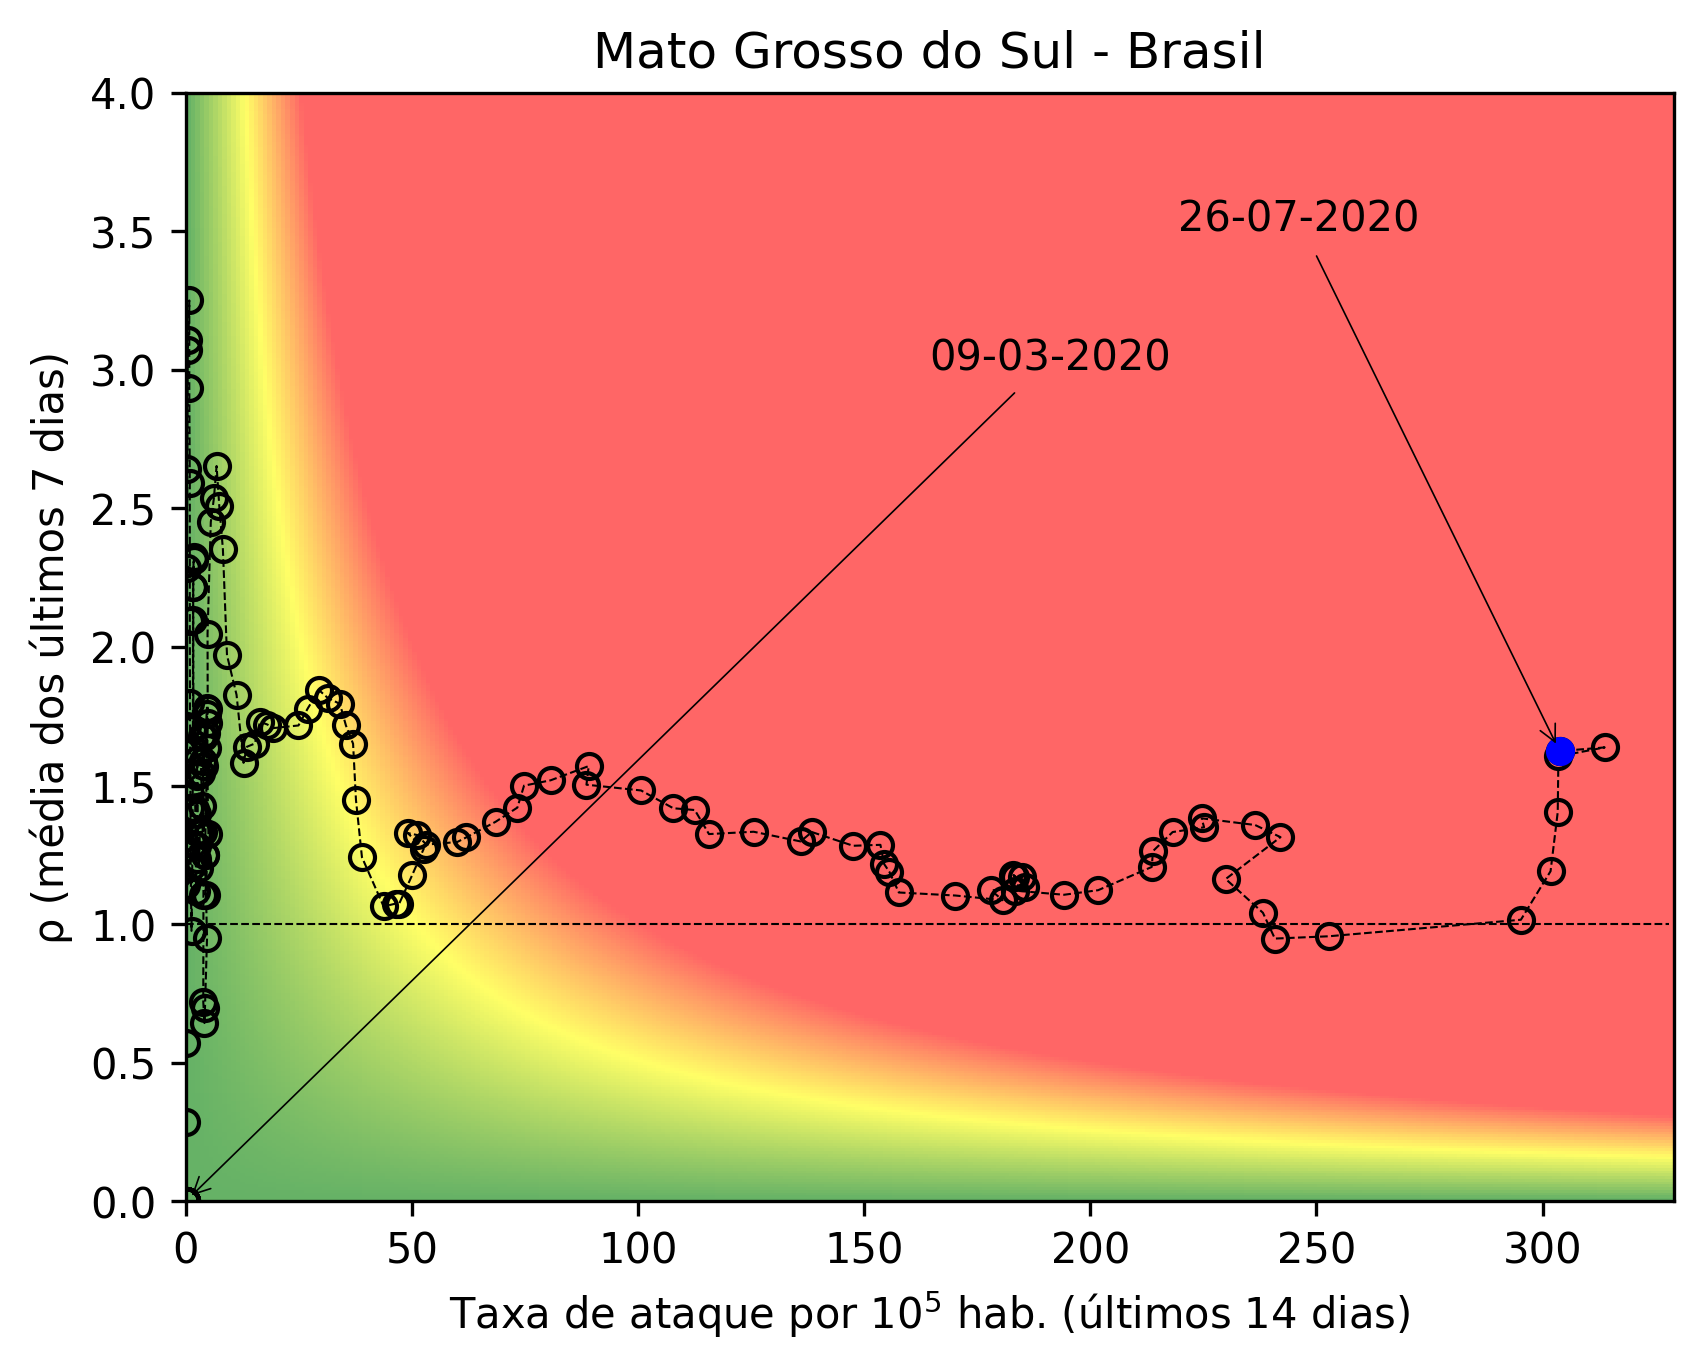 Mato Grosso do Sul - Brasil
4.0
3.5
3.0
2.5
2.0
1.5
1.0
0.5
0.0
ρ (média dos últimos 7 dias)
26-07-2020
09-03-2020
0 50 100 150 200 250 300
Taxa de ataque por 10⁵ hab. (últimos 14 dias)